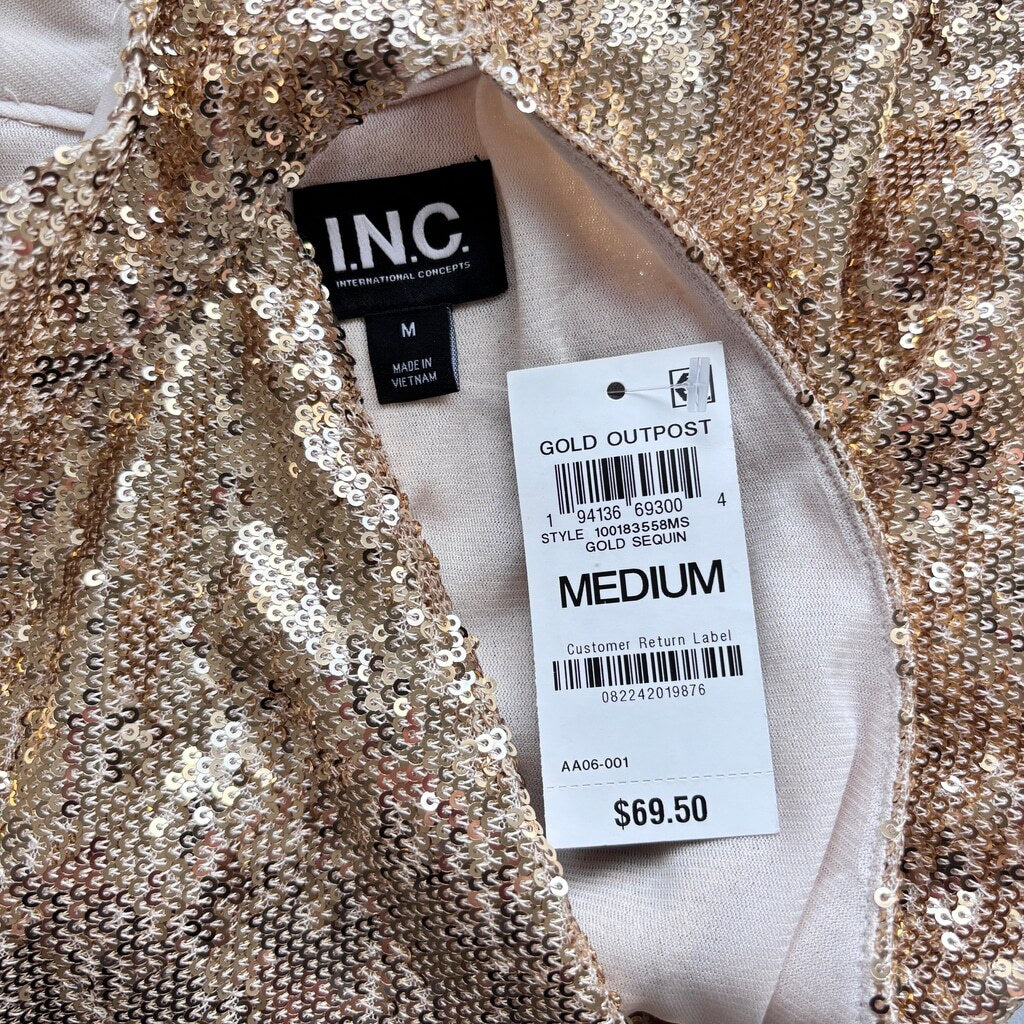 I.N.C.
INTERNATIONAL CONCEPTS
M
MADE IN
VIETNAM
GOLD OUTPOST
1 94136 69300 4
STYLE 100183558MS
GOLD SEQUIN
MEDIUM
Customer Return Label
082242019876
AA06-001
$69.50